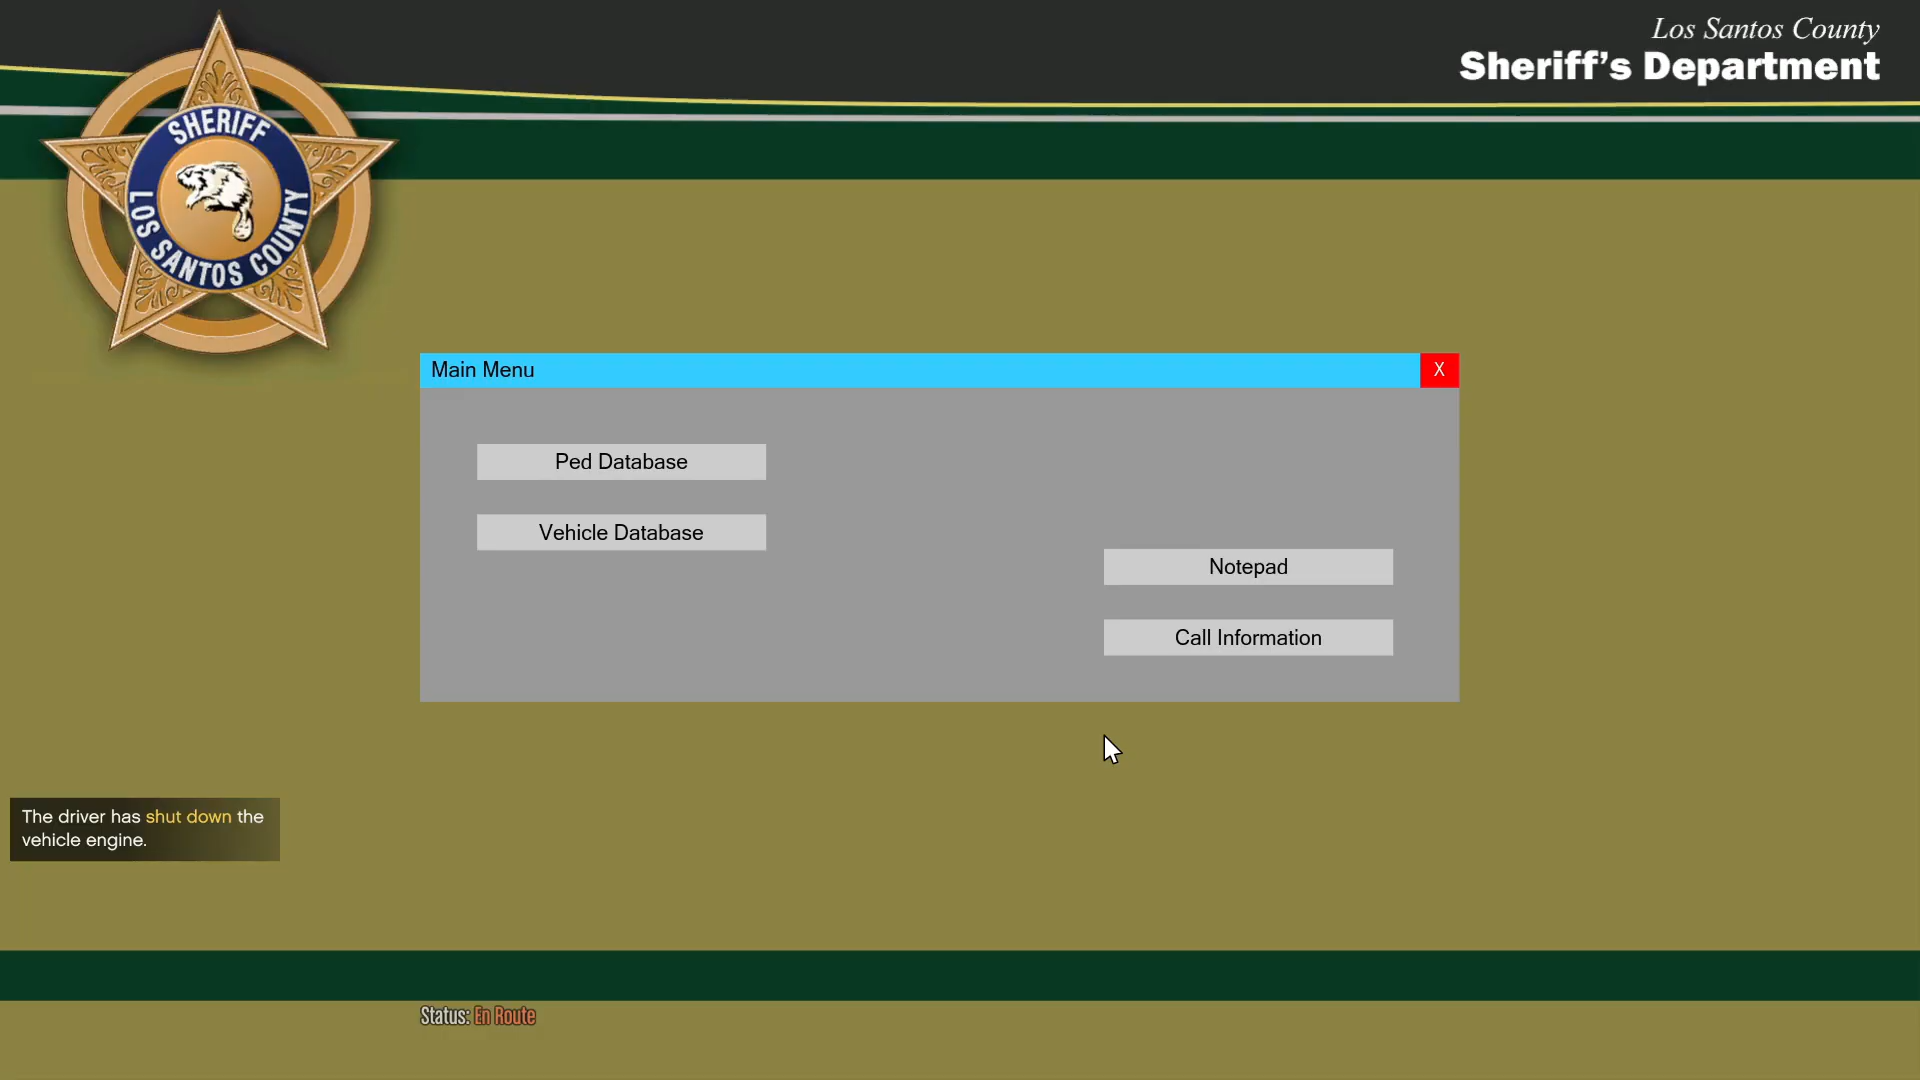 Los Santos County
Sheriff's Department
SHERIFF
LOS SANTOS COUNTY
Main Menu
X
Ped Database
Vehicle Database
Notepad
Call Information
The driver has shut down the
vehicle engine.
Status: En Route